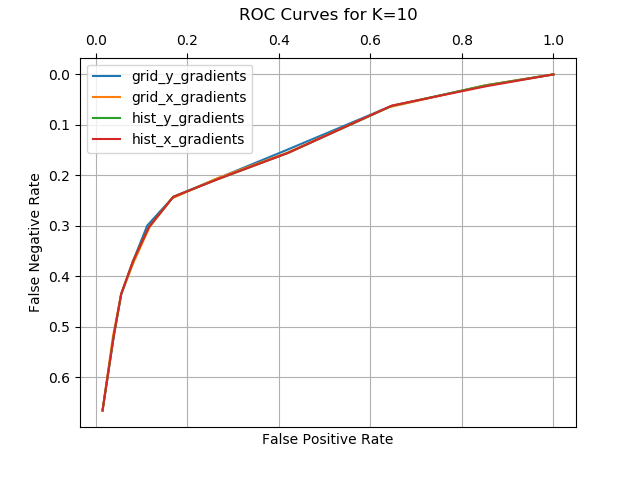 ROC Curves for K=10
0.0 0.2 0.4 0.6 0.8 1.0
grid_y_gradients
grid_x_gradients
hist_y_gradients
hist_x_gradients
0.0
0.1
0.2
0.3
0.4
0.5
0.6
False Negative Rate
False Positive Rate